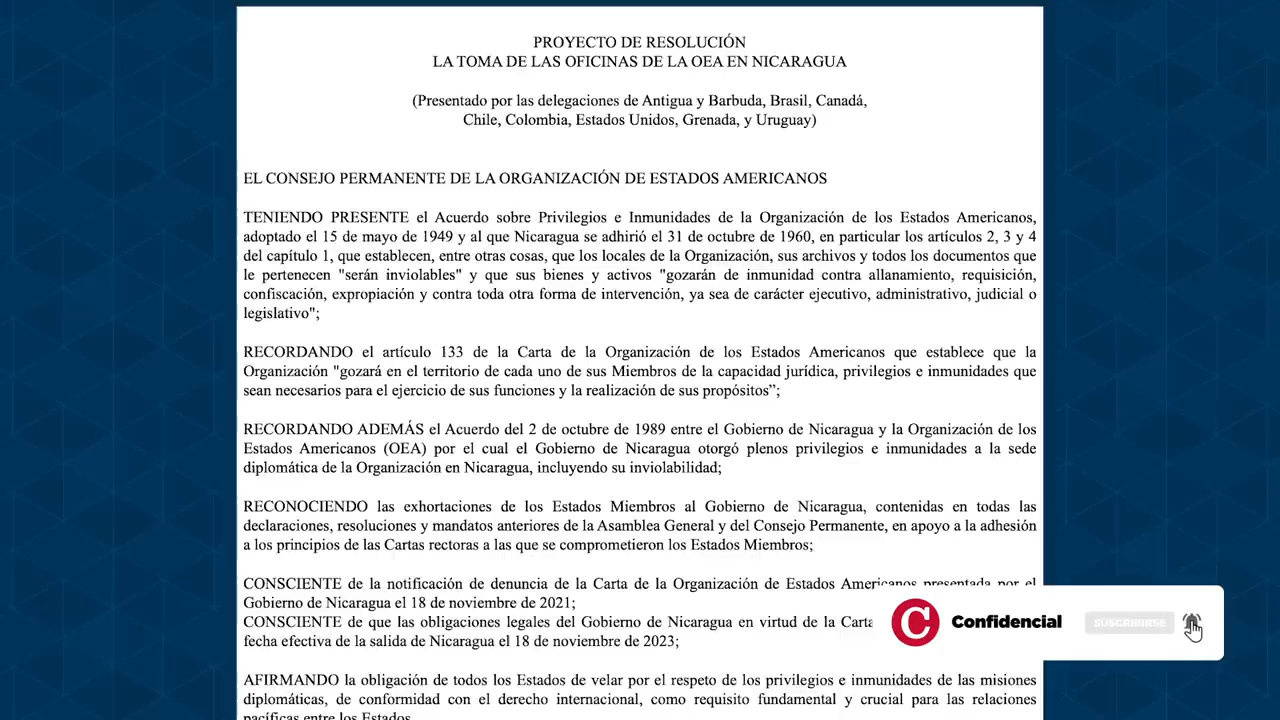 PROYECTO DE RESOLUCIÓN
LA TOMA DE LAS OFICINAS DE LA OEA EN NICARAGUA
(Presentado por las delegaciones de Antigua y Barbuda, Brasil, Canadá,
Chile, Colombia, Estados Unidos, Grenada, y Uruguay)
EL CONSEJO PERMANENTE DE LA ORGANIZACIÓN DE ESTADOS AMERICANOS
TENIENDO PRESENTE el Acuerdo sobre Privilegios e Inmunidades de la Organización de los Estados Americanos,
adoptado el 15 de mayo de 1949 y al que Nicaragua se adhirió el 31 de octubre de 1960, en particular los artículos 2, 3 y 4
del capítulo 1, que establecen, entre otras cosas, que los locales de la Organización, sus archivos y todos los documentos que
le pertenecen "serán inviolables" y que sus bienes y activos "gozarán de inmunidad contra allanamiento, requisición,
confiscación, expropiación y contra toda otra forma de intervención, ya sea de carácter ejecutivo, administrativo, judicial o
legislativo";
RECORDANDO el artículo 133 de la Carta de la Organización de los Estados Americanos que establece que la
Organización "gozará en el territorio de cada uno de sus Miembros de la capacidad jurídica, privilegios e inmunidades que
sean necesarios para el ejercicio de sus funciones y la realización de sus propósitos”;
RECORDANDO ADEMÁS el Acuerdo del 2 de octubre de 1989 entre el Gobierno de Nicaragua y la Organización de los
Estados Americanos (OEA) por el cual el Gobierno de Nicaragua otorgó plenos privilegios e inmunidades a la sede
diplomática de la Organización en Nicaragua, incluyendo su inviolabilidad;
RECONOCIENDO las exhortaciones de los Estados Miembros al Gobierno de Nicaragua, contenidas en todas las
declaraciones, resoluciones y mandatos anteriores de la Asamblea General y del Consejo Permanente, en apoyo a la adhesión
a los principios de las Cartas rectoras a las que se comprometieron los Estados Miembros;
CONSCIENTE de la notificación de denuncia de la Carta de la Organización de Estados Americanos presentada por el
Gobierno de Nicaragua el 18 de noviembre de 2021;
CONSCIENTE de que las obligaciones legales del Gobierno de Nicaragua en virtud de la Carta
fecha efectiva de la salida de Nicaragua el 18 de noviembre de 2023;
AFIRMANDO la obligación de todos los Estados de velar por el respeto de los privilegios e inmunidades de las misiones
diplomáticas, de conformidad con el derecho internacional, como requisito fundamental y crucial para las relaciones
pacíficas entre los Estados
C Confidencial SUSCRIBIRSE